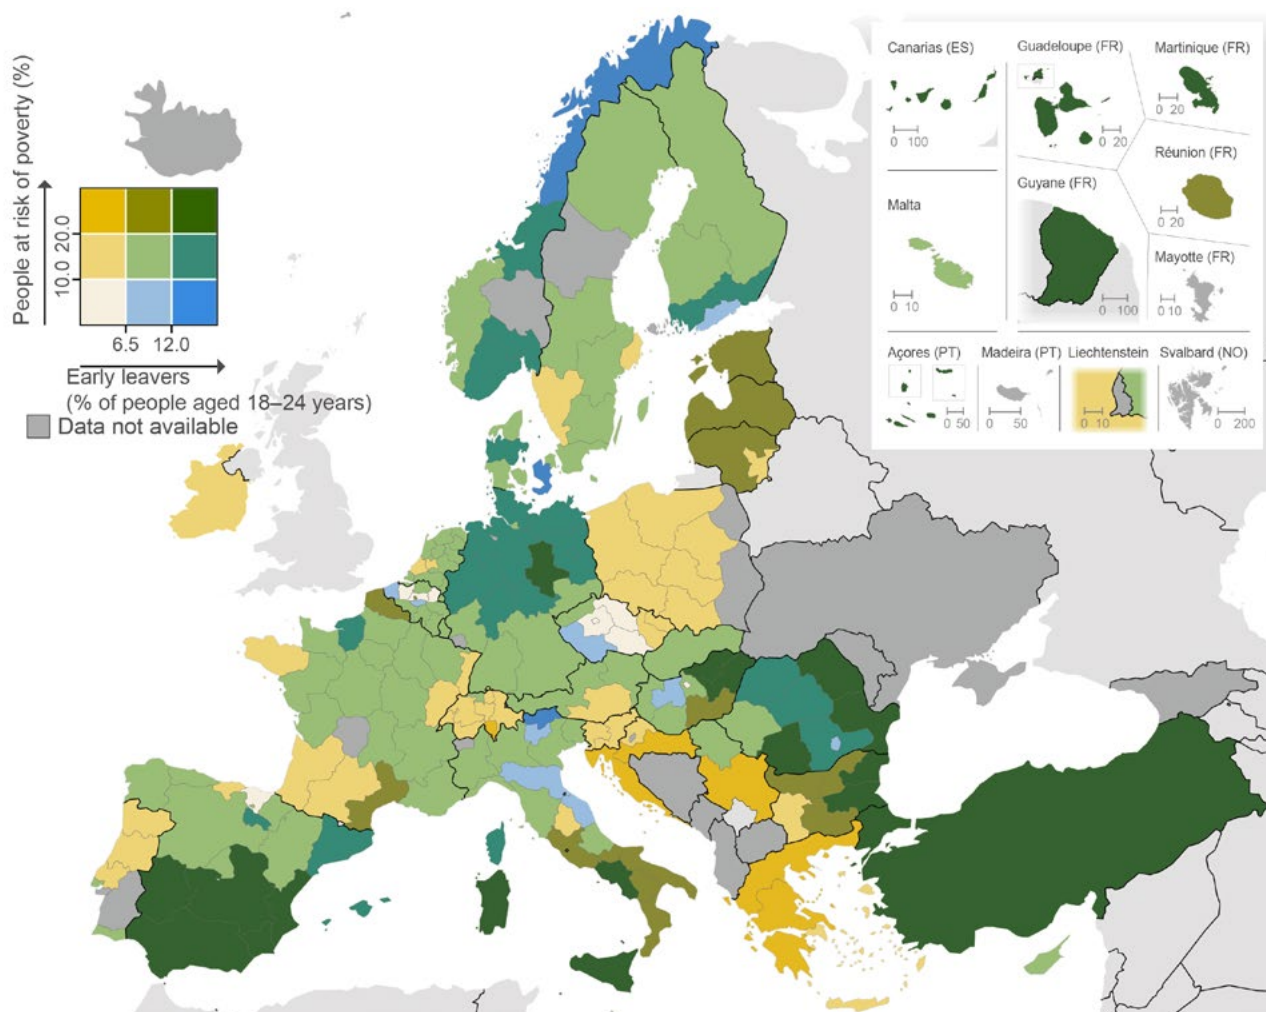 People at risk of poverty (%)
20.0
10.0
6.5 12.0
Early leavers
(% of people aged 18–24 years)
Data not available
Canarias (ES)
0 100
Guadeloupe (FR)
0 20
Martinique (FR)
0 20
Réunion (FR)
0 20
Malta
0 10
Guyane (FR)
0 100
Mayotte (FR)
0 10
Açores (PT)
0 50
Madeira (PT)
0 50
Liechtenstein
0 10
Svalbard (NO)
0 200